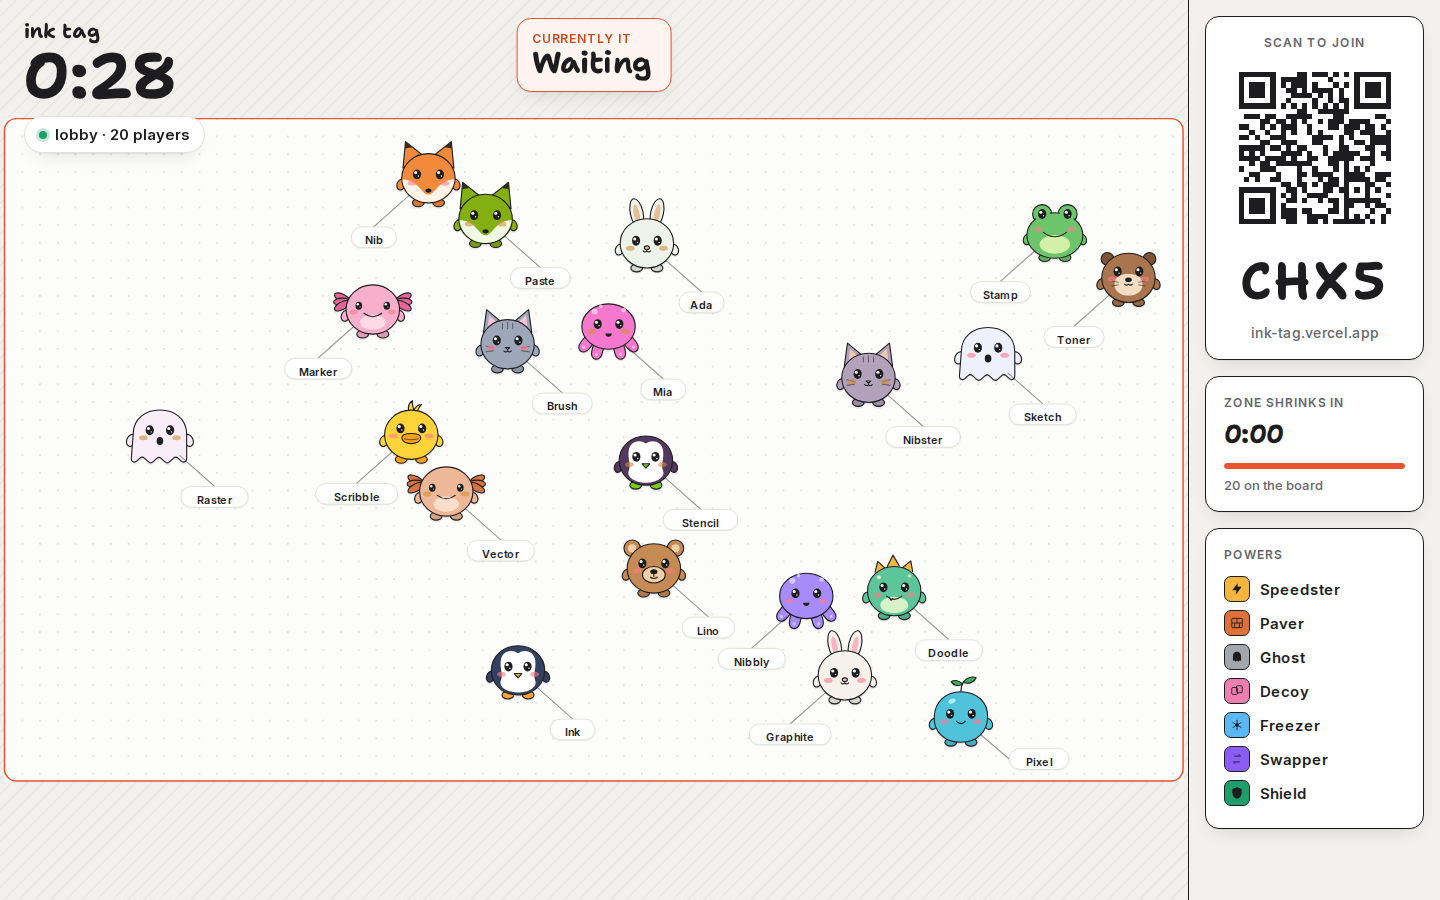 ink tag
0:28
CURRENTLY IT
Waiting
lobby · 20 players
Nib
Paste
Ada
Stamp
Toner
Marker
Brush
Mia
Sketch
Nibster
Raster
Scribble
Stencil
Vector
Lino
Nibbly
Doodle
Ink
Graphite
Pixel
SCAN TO JOIN
CHX5
ink-tag.vercel.app
ZONE SHRINKS IN
0:00
20 on the board
POWERS
Speedster
Paver
Ghost
Decoy
Freezer
Swapper
Shield